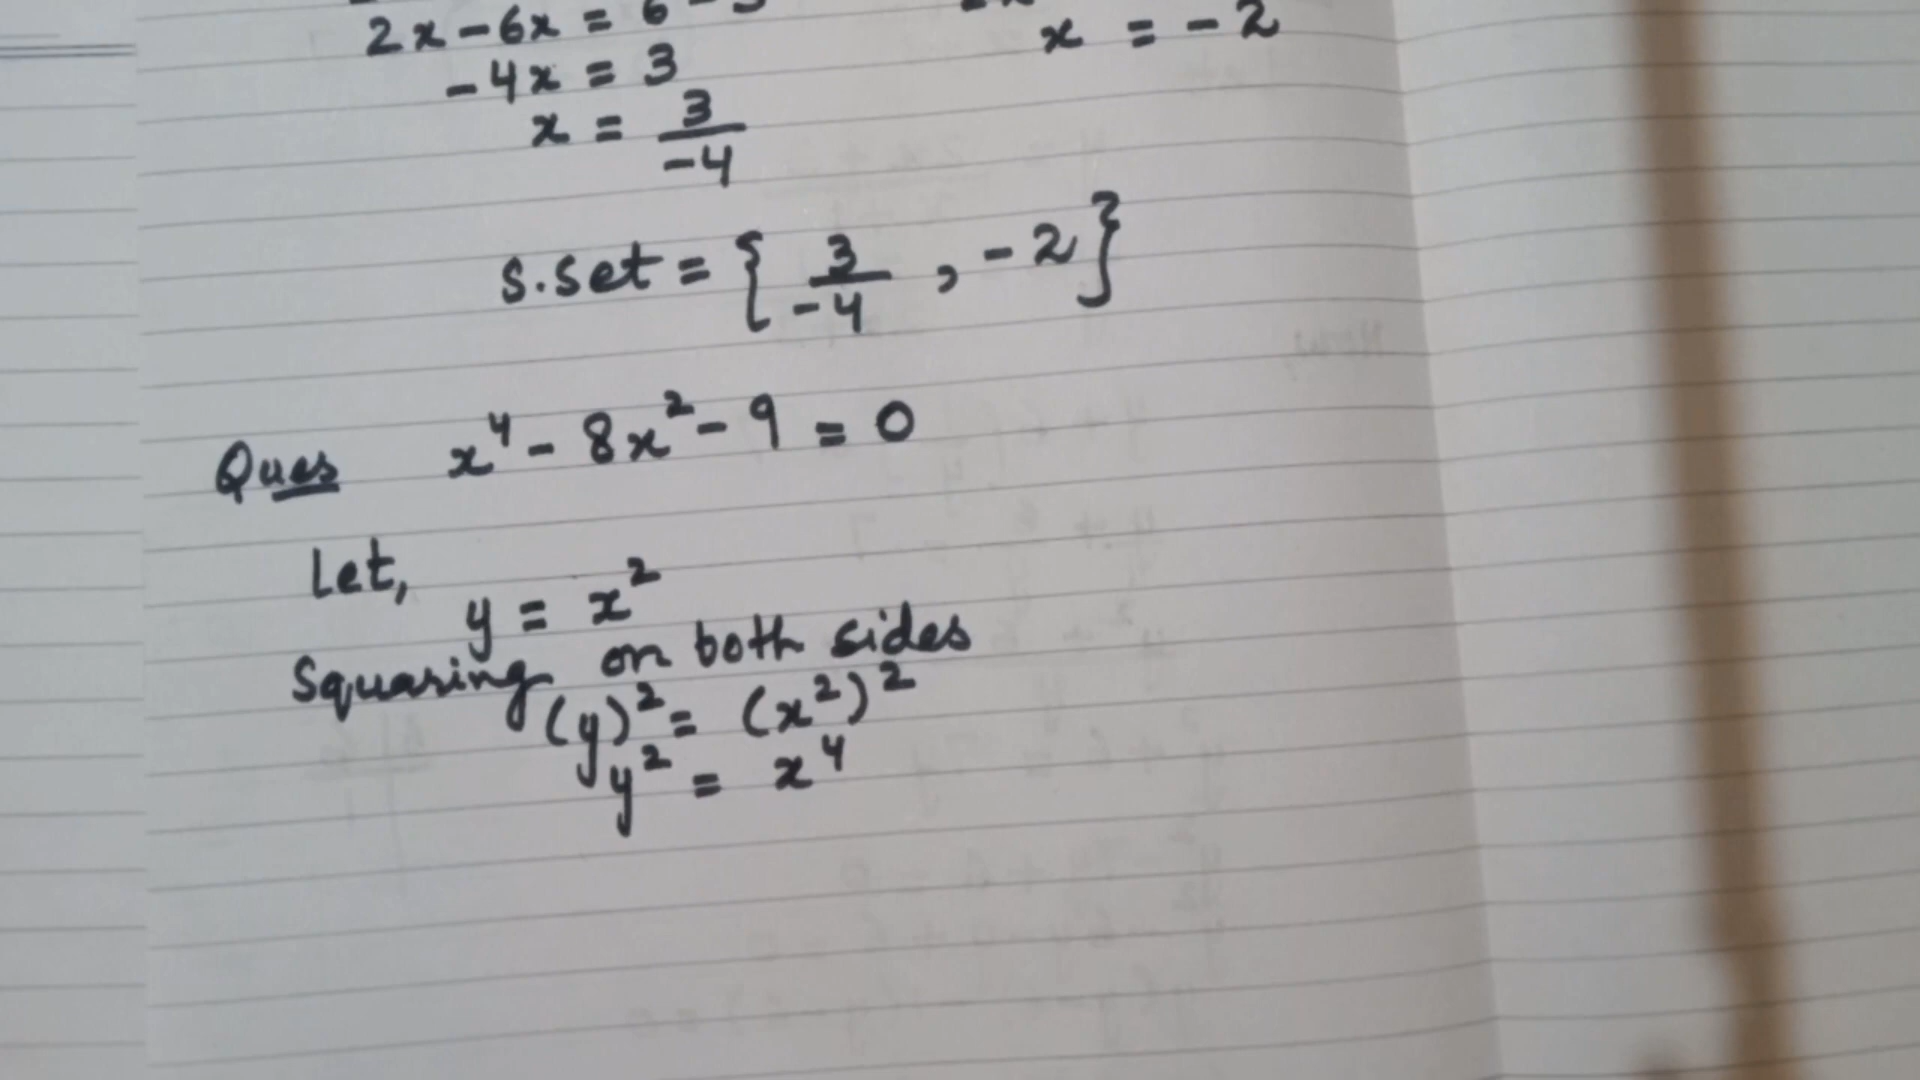 2x - 6x = 6 -
x = -2
-4x = 3
x = 3/-4
S.set = { 3/-4 , -2 }
Ques x⁴ - 8x² - 9 = 0
Let,
y = x²
Squaring on both sides
(y)² = (x²)²
y² = x⁴